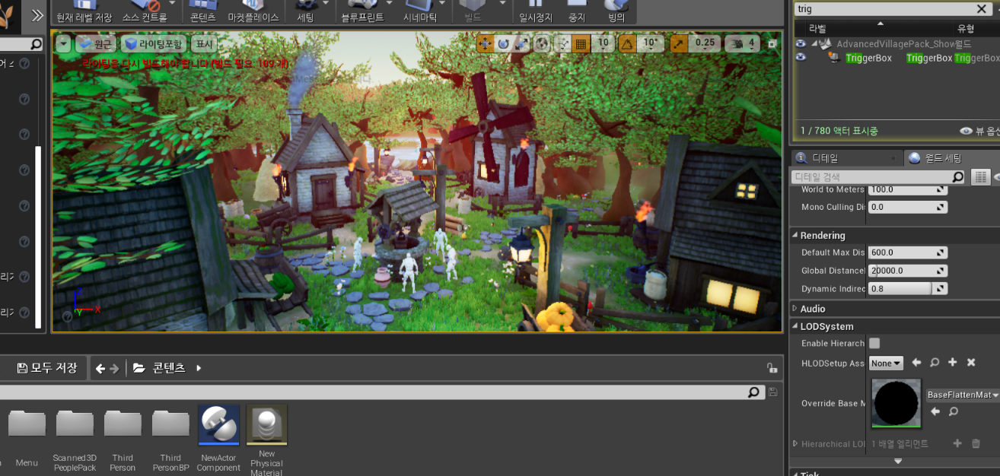 현재 레벨 저장
소스 컨트롤
콘텐츠
마켓플레이스
세팅
블루프린트
시네마틱
빌드
일시정지
중지
빙의
원근
라이팅포함
표시
10
10°
0.25
4
라이팅을 다시 빌드해야 합니다 (빌드 필요: 109 개)
X
Y
trig
라벨
유형
AdvancedVillagePack_Show월드
TriggerBox
TriggerBox
TriggerBox
1 / 780 액터 표시중
뷰 옵션
디테일
월드 세팅
디테일 검색
World to Meters
100.0
Mono Culling Di
0.0
Rendering
Default Max Dis
600.0
Global Distance
20000.0
Dynamic Indirec
0.8
Audio
LODSystem
Enable Hierarch
HLODSetup Ass
None
Override Base M
BaseFlattenMat
Hierarchical LO
1 배열 엘리먼트
Tick
모두 저장
콘텐츠
Menu
Scanned3D
PeoplePack
Third
Person
Third
PersonBP
NewActor
Component
New
Physical
Material